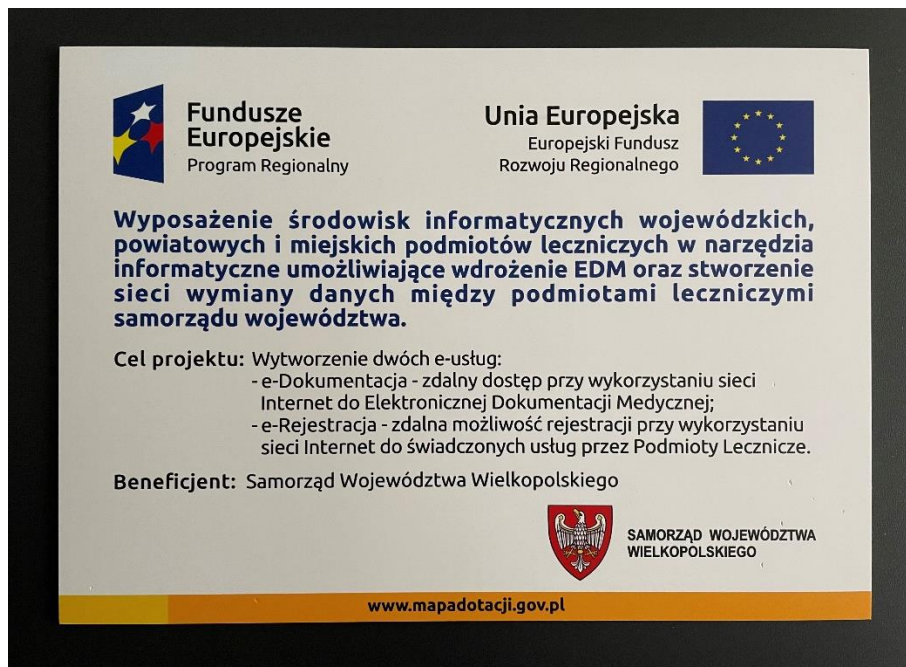 Fundusze
Europejskie
Program Regionalny
Unia Europejska
Europejski Fundusz
Rozwoju Regionalnego
Wyposażenie środowisk informatycznych wojewódzkich,
powiatowych i miejskich podmiotów leczniczych w narzędzia
informatyczne umożliwiające wdrożenie EDM oraz stworzenie
sieci wymiany danych między podmiotami leczniczymi
samorządu województwa.
Cel projektu: Wytworzenie dwóch e-usług:
- e-Dokumentacja - zdalny dostęp przy wykorzystaniu sieci
Internet do Elektronicznej Dokumentacji Medycznej;
- e-Rejestracja - zdalna możliwość rejestracji przy wykorzystaniu
sieci Internet do świadczonych usług przez Podmioty Lecznicze.
Beneficjent: Samorząd Województwa Wielkopolskiego
SAMORZĄD WOJEWÓDZTWA
WIELKOPOLSKIEGO
www.mapadotacji.gov.pl